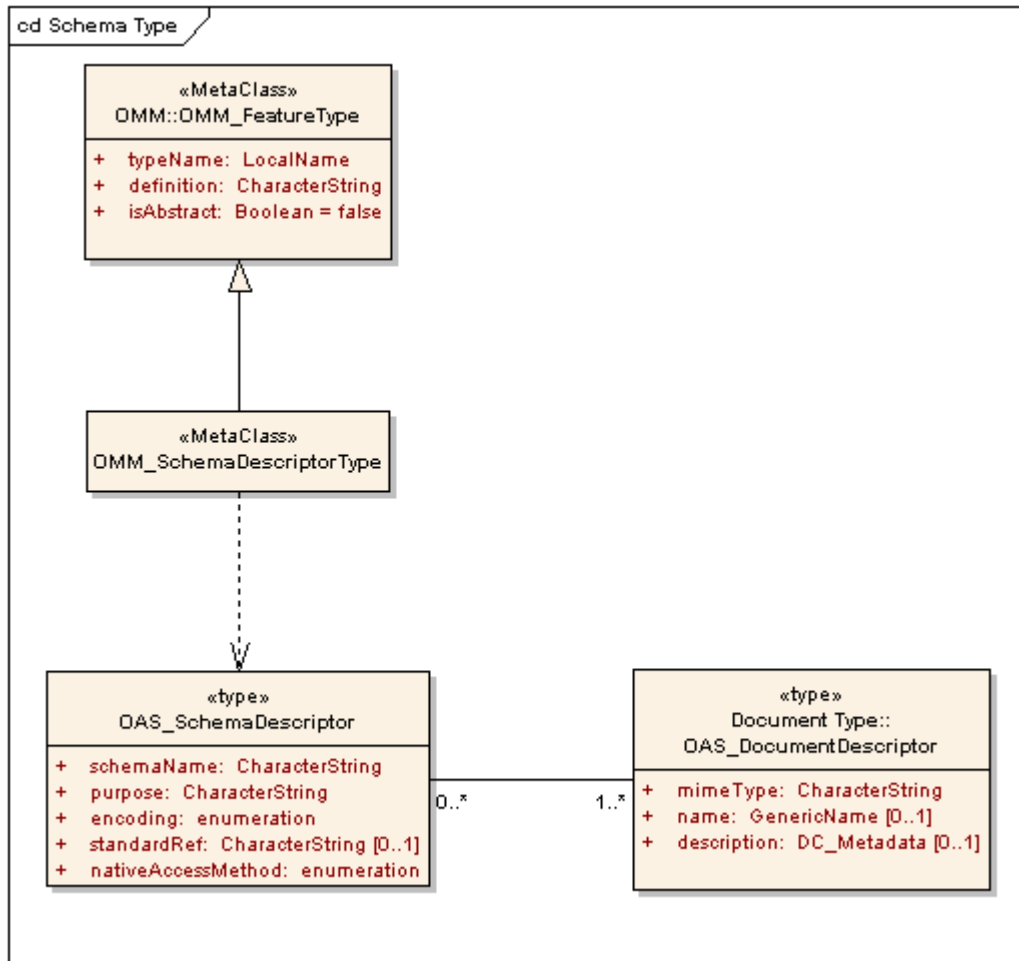 cd Schema Type
«MetaClass»
OMM::OMM_FeatureType
+ typeName: LocalName
+ definition: CharacterString
+ isAbstract: Boolean = false
«MetaClass»
OMM_SchemaDescriptorType
«type»
OAS_SchemaDescriptor
+ schemaName: CharacterString
+ purpose: CharacterString
+ encoding: enumeration
+ standardRef: CharacterString [0..1]
+ nativeAccessMethod: enumeration
0..*
1..*
«type»
Document Type::
OAS_DocumentDescriptor
+ mimeType: CharacterString
+ name: GenericName [0..1]
+ description: DC_Metadata [0..1]